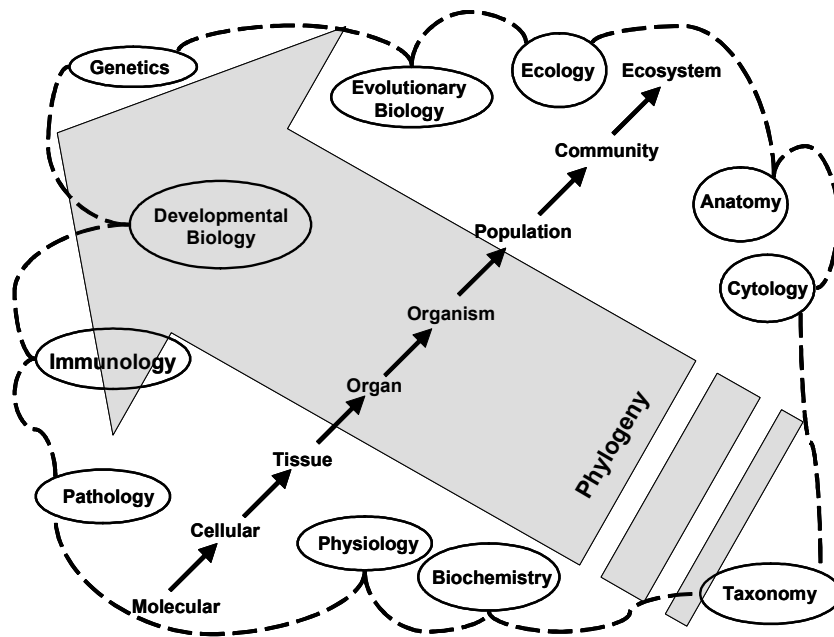 Genetics
Evolutionary
Biology
Ecology
Ecosystem
Community
Anatomy
Developmental
Biology
Population
Cytology
Organism
Immunology
Organ
Phylogeny
Tissue
Pathology
Cellular
Physiology
Biochemistry
Molecular
Taxonomy